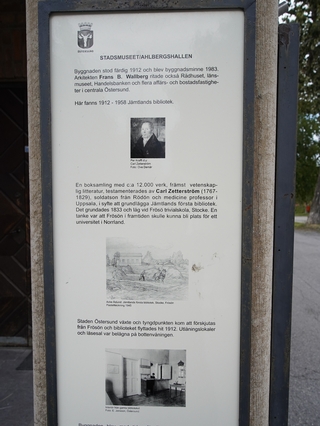 STADSMUSEET/AHLBERGSHALLEN
Byggnaden stod färdig 1912 och blev byggnadsminne 1983.
Arkitekten Frans B. Wallberg ritade också Rådhuset, läns-
museet, Handelsbanken och flera affärs- och bostadsfastighe-
ter i centrala Östersund.
Här fanns 1912 - 1958 Jämtlands bibliotek.
En boksamling med c:a 12.000 verk, främst vetenskap-
lig litteratur, testamenterades av Carl Zetterström (1767-
1829), soldatson från Rödön och medicine professor i
Uppsala, i syfte att grundlägga Jämtlands första bibliotek.
Det grundades 1833 och låg vid Frösö trivialskola, Stocke. En
tanke var att Frösön i framtiden skulle kunna bli plats för ett
universitet i Norrland.
Staden Östersund växte och tyngdpunkten kom att förskjutas
från Frösön och biblioteket flyttades hit 1912. Utlåningslokaler
och läsesal var belägna på bottenvåningen.